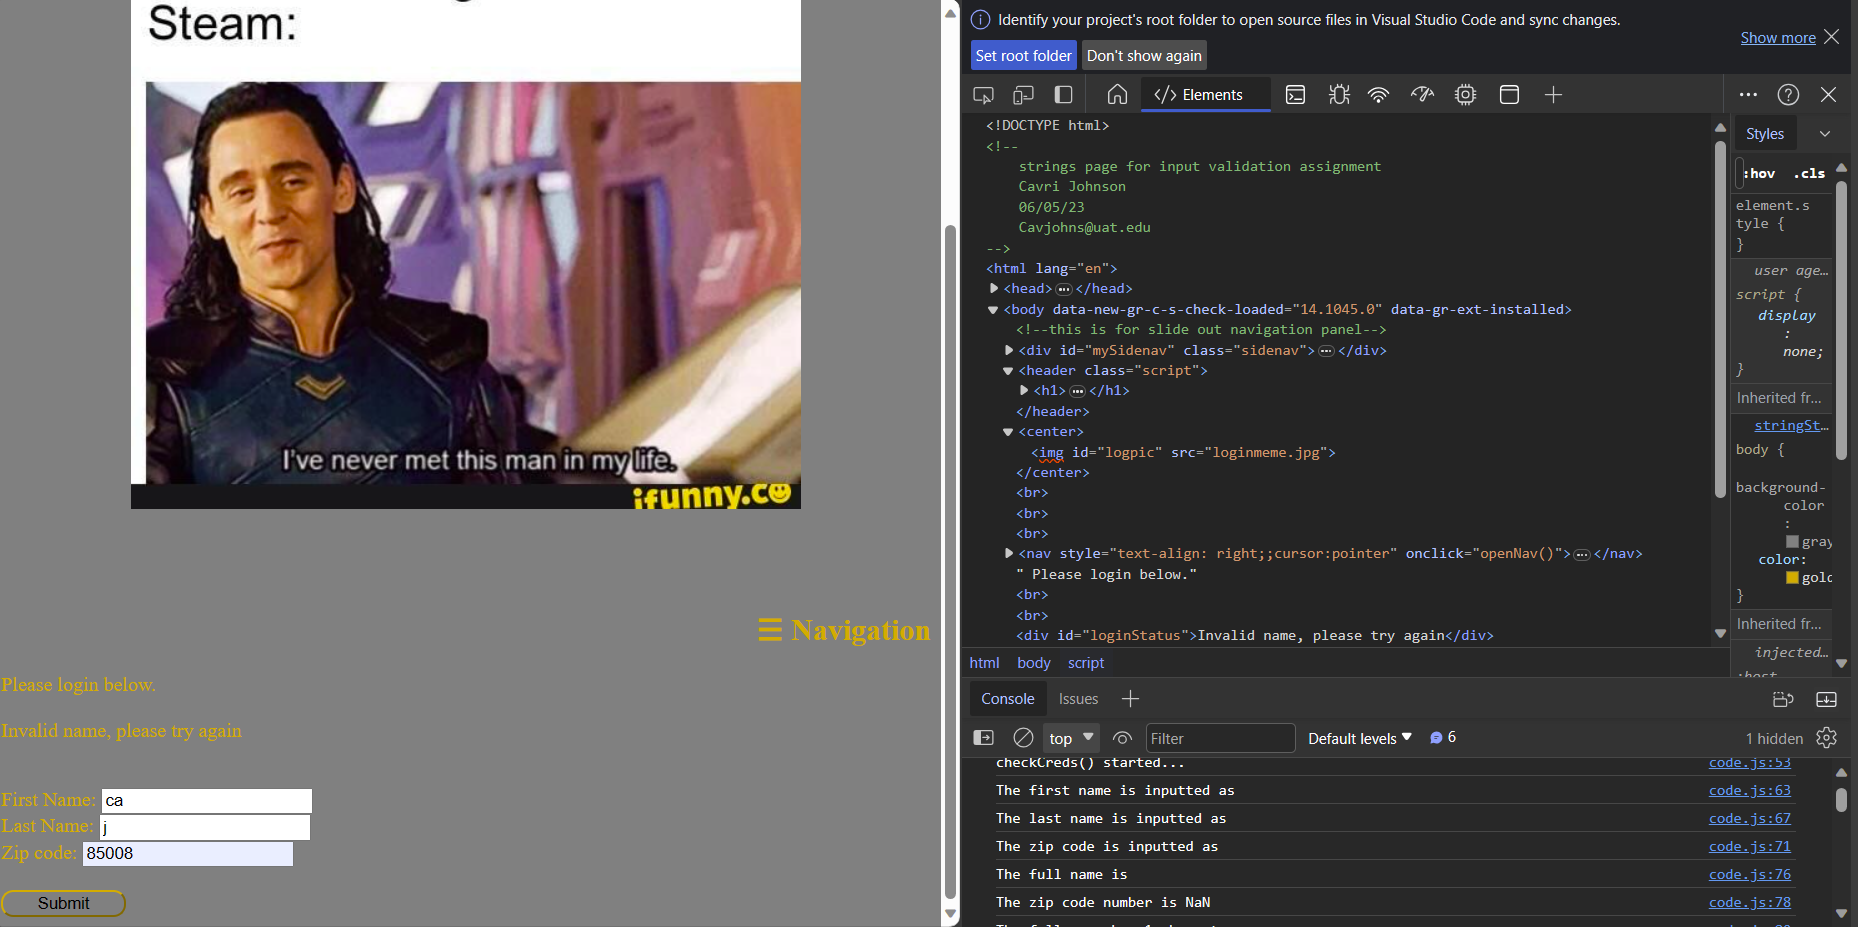 Steam:
I've never met this man in my life.
ifunny.co
☰ Navigation
Please login below.
Invalid name, please try again
First Name: ca
Last Name: j
Zip code: 85008
Submit
Identify your project's root folder to open source files in Visual Studio Code and sync changes.
Show more
Set root folder
Don't show again
</> Elements
<!DOCTYPE html>
<!--
strings page for input validation assignment
Cavri Johnson
06/05/23
Cavjohns@uat.edu
-->
<html lang="en">
<head>…</head>
<body data-new-gr-c-s-check-loaded="14.1045.0" data-gr-ext-installed>
<!--this is for slide out navigation panel-->
<div id="mySidenav" class="sidenav">…</div>
<header class="script">
<h1>…</h1>
</header>
<center>
<img id="logpic" src="loginmeme.jpg">
</center>
<br>
<br>
<br>
<nav style="text-align: right;;cursor:pointer" onclick="openNav()">…</nav>
" Please login below."
<br>
<br>
<div id="loginStatus">Invalid name, please try again</div>
html body script
Styles
:hov .cls
element.s
tyle {
}
user age…
script {
display
:
none;
}
Inherited fr…
stringSt…
body {
background-
color
:
gray
color:
gold
}
Inherited fr…
injected…
Console Issues
top
Filter
Default levels
6
1 hidden
checkCreds() started... code.js:53
The first name is inputted as code.js:63
The last name is inputted as code.js:67
The zip code is inputted as code.js:71
The full name is code.js:76
The zip code number is NaN code.js:78